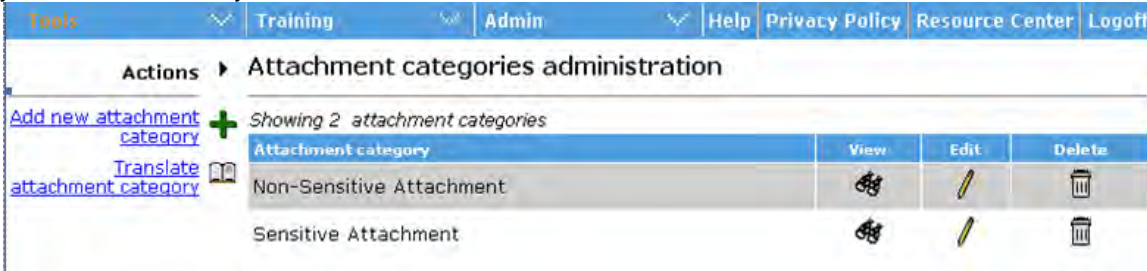 Tools Training Admin Help Privacy Policy Resource Center Logoff
Actions Attachment categories administration
Add new attachment
category
Translate
attachment category
Showing 2 attachment categories
Attachment category View Edit Delete
Non-Sensitive Attachment
Sensitive Attachment